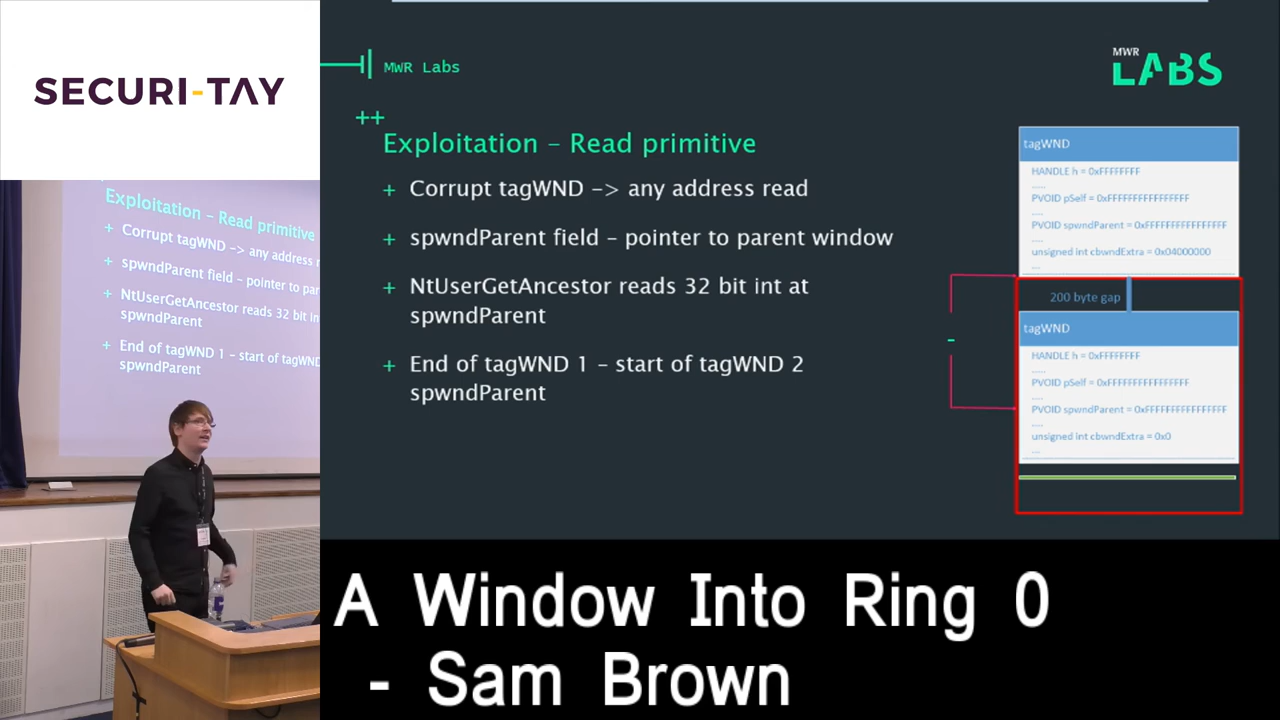 SECURI-TAY
MWR Labs
MWR
LABS
++
Exploitation – Read primitive
+ Corrupt tagWND -> any address read
+ spwndParent field – pointer to parent window
+ NtUserGetAncestor reads 32 bit int at
spwndParent
+ End of tagWND 1 – start of tagWND 2
spwndParent
tagWND
HANDLE h = 0xFFFFFFFF
.....
PVOID pSelf = 0xFFFFFFFFFFFFFFFF
....
PVOID spwndParent = 0xFFFFFFFFFFFFFFFF
....
unsigned int cbwndExtra = 0x04000000
...
200 byte gap
-
tagWND
HANDLE h = 0xFFFFFFFF
.....
PVOID pSelf = 0xFFFFFFFFFFFFFFFF
....
PVOID spwndParent = 0xFFFFFFFFFFFFFFFF
....
unsigned int cbwndExtra = 0x0
...
Exploitation – Read primitive
+ Corrupt tagWND -> any address
+ spwndParent field – pointer to
+ NtUserGetAncestor reads 32 bit
spwndParent
+ End of tagWND 1 – start of
spwndParent
A Window Into Ring 0
- Sam Brown